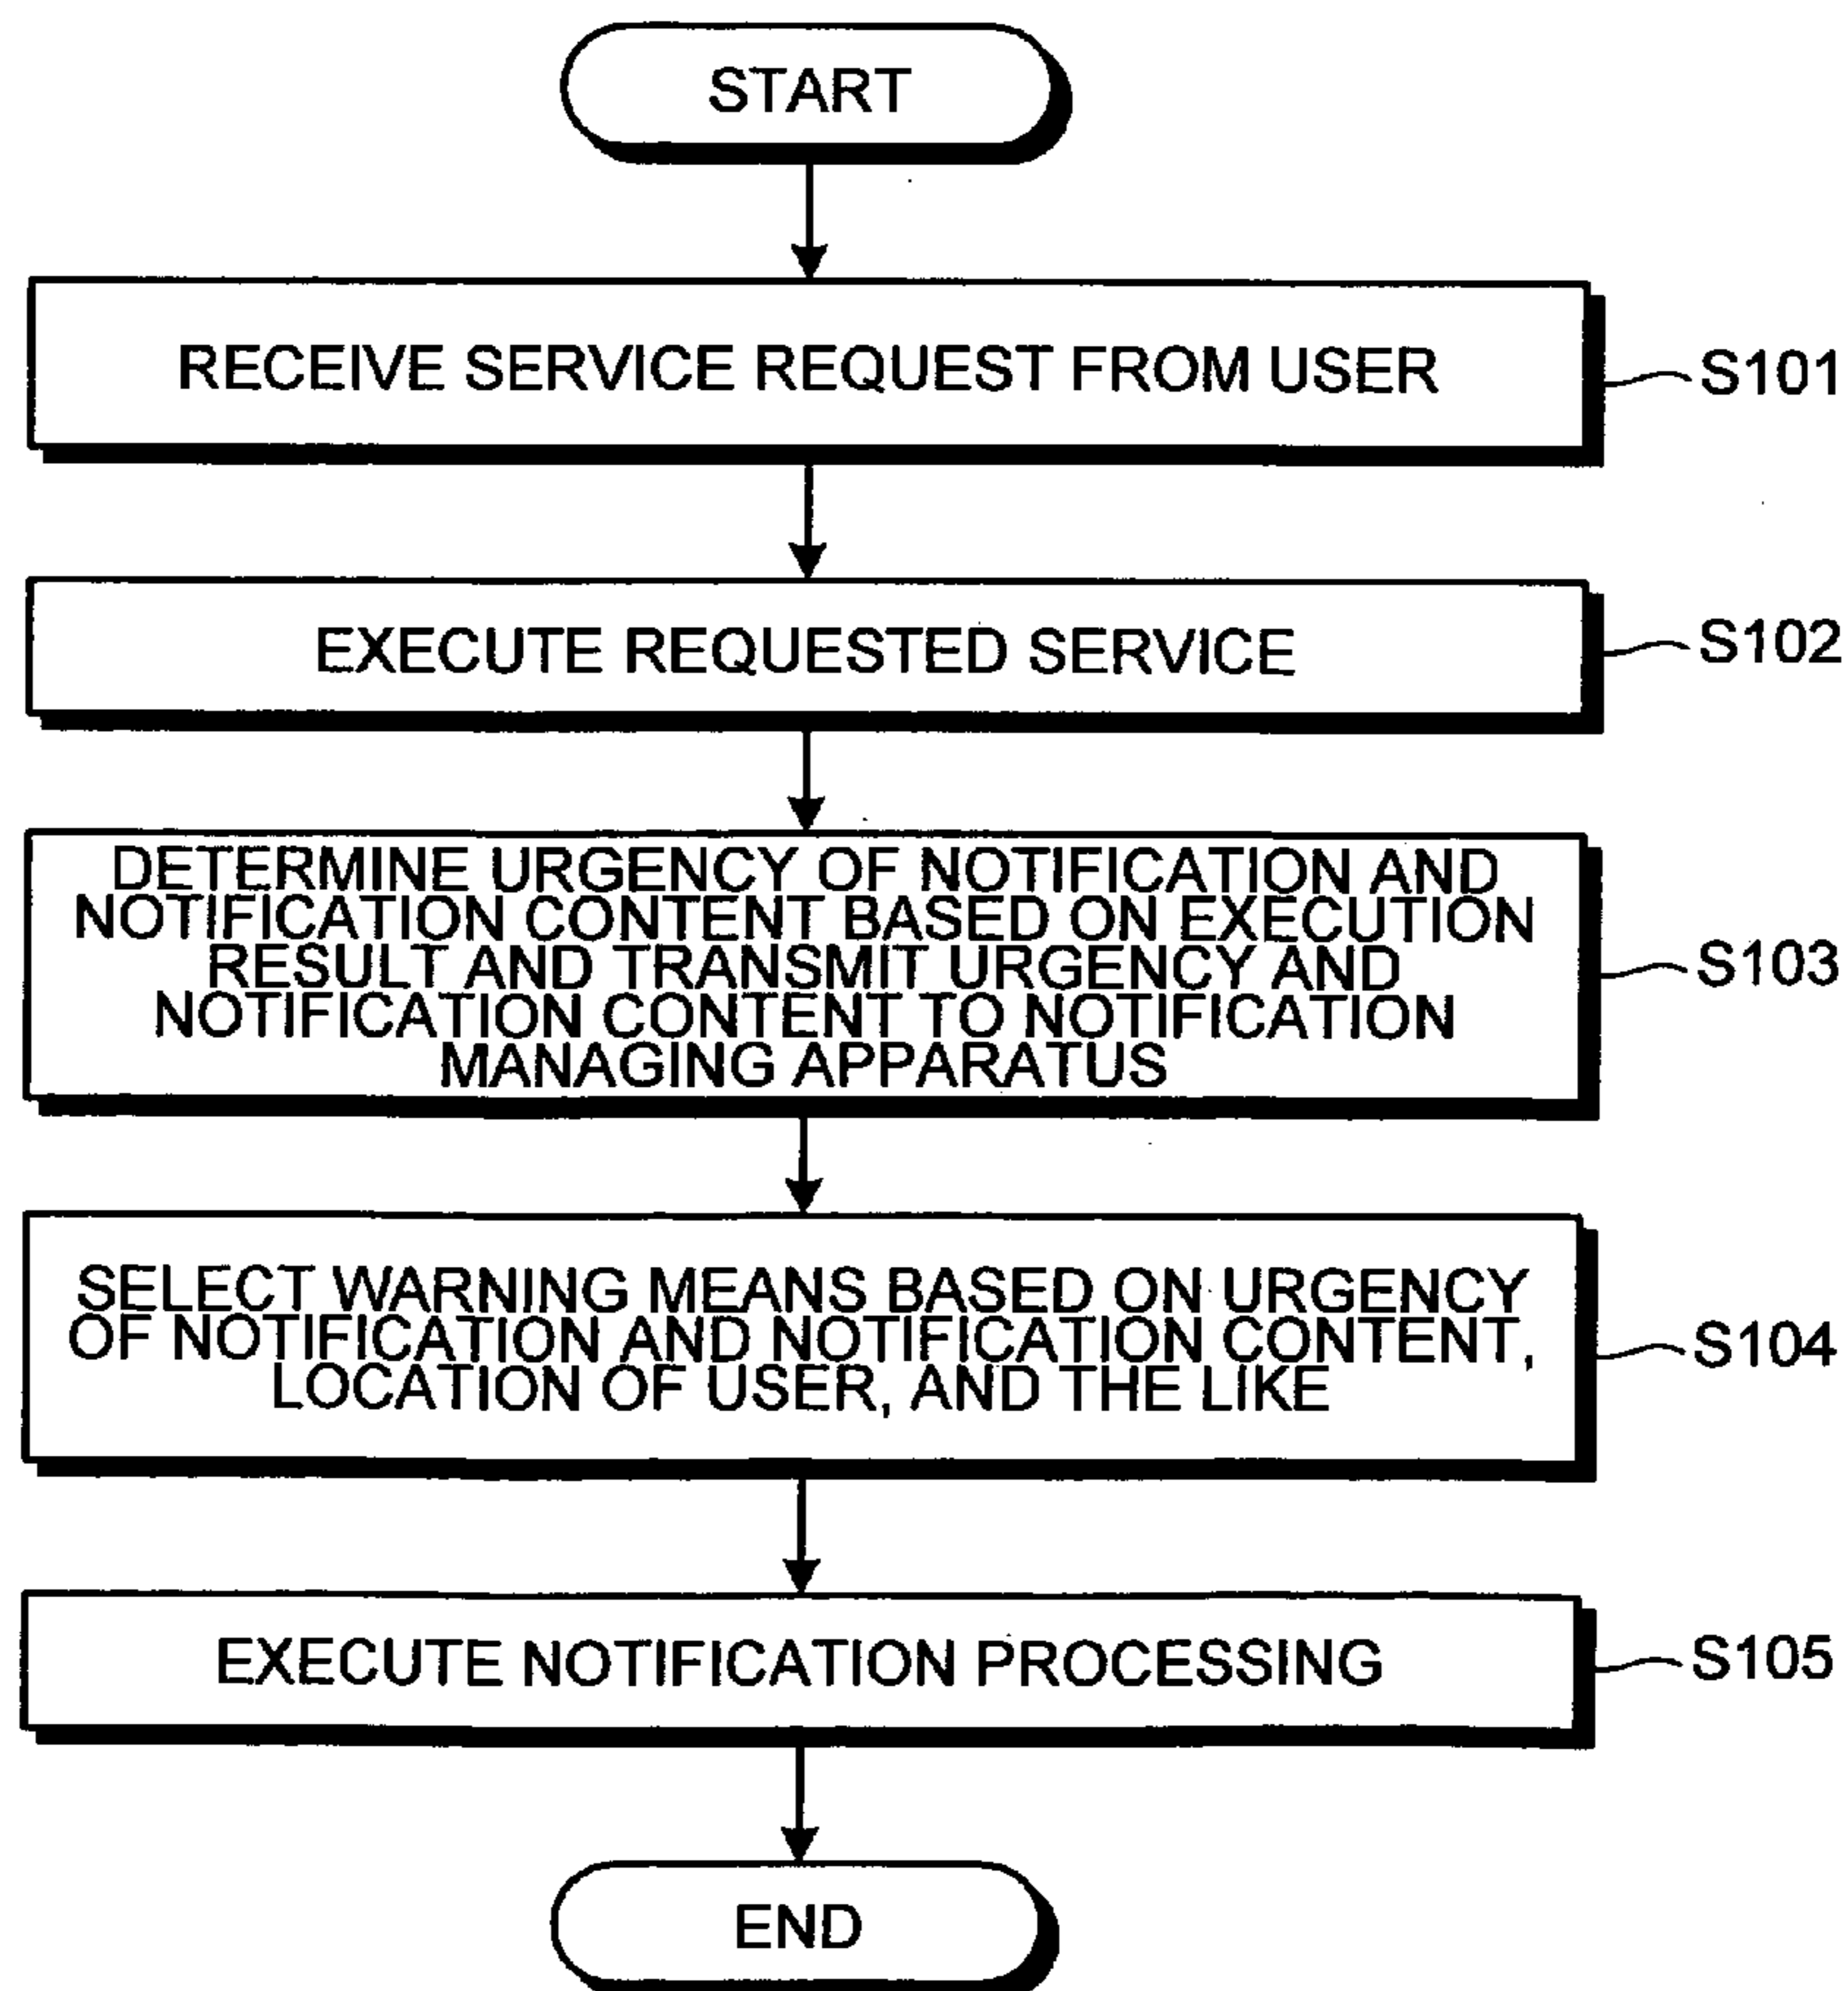 START
RECEIVE SERVICE REQUEST FROM USER
S101
EXECUTE REQUESTED SERVICE
S102
DETERMINE URGENCY OF NOTIFICATION AND
NOTIFICATION CONTENT BASED ON EXECUTION
RESULT AND TRANSMIT URGENCY AND
NOTIFICATION CONTENT TO NOTIFICATION
MANAGING APPARATUS
S103
SELECT WARNING MEANS BASED ON URGENCY
OF NOTIFICATION AND NOTIFICATION CONTENT,
LOCATION OF USER, AND THE LIKE
S104
EXECUTE NOTIFICATION PROCESSING
S105
END